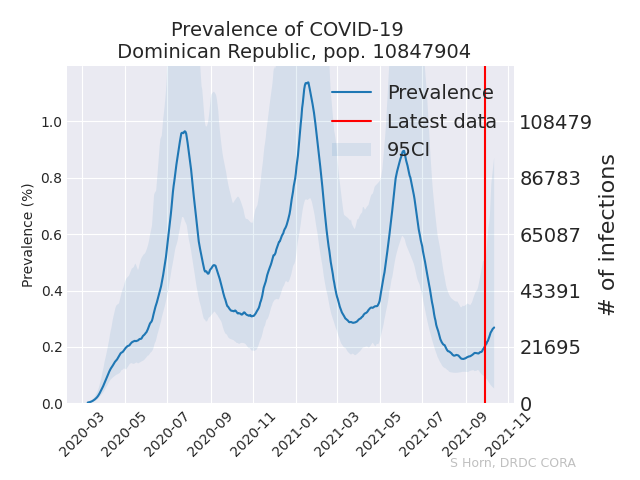 Prevalence of COVID-19
Dominican Republic, pop. 10847904
Prevalence (%)
1.0
0.8
0.6
0.4
0.2
0.0
Prevalence
Latest data
95CI
108479
86783
65087
43391
21695
0
# of infections
2020-03
2020-05
2020-07
2020-09
2020-11
2021-01
2021-03
2021-05
2021-07
2021-09
2021-11
S Horn, DRDC CORA